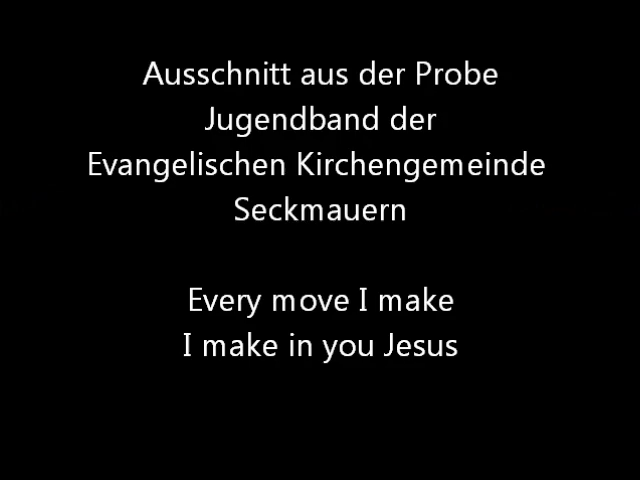 Ausschnitt aus der Probe
Jugendband der
Evangelischen Kirchengemeinde
Seckmauern
Every move I make
I make in you Jesus